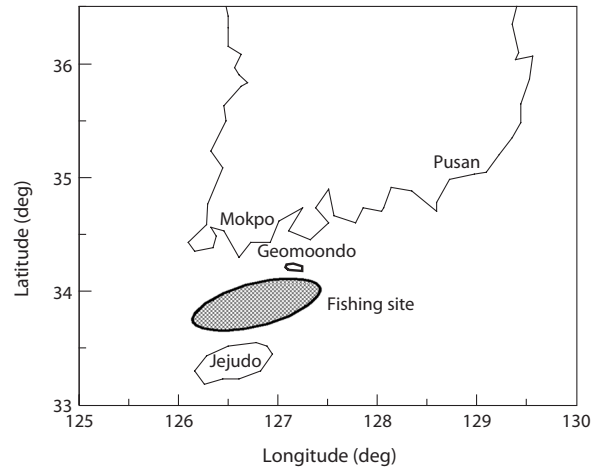 36
35
34
33
Latitude (deg)
Pusan
Mokpo
Geomoondo
Fishing site
Jejudo
125
126
127
128
129
130
Longitude (deg)